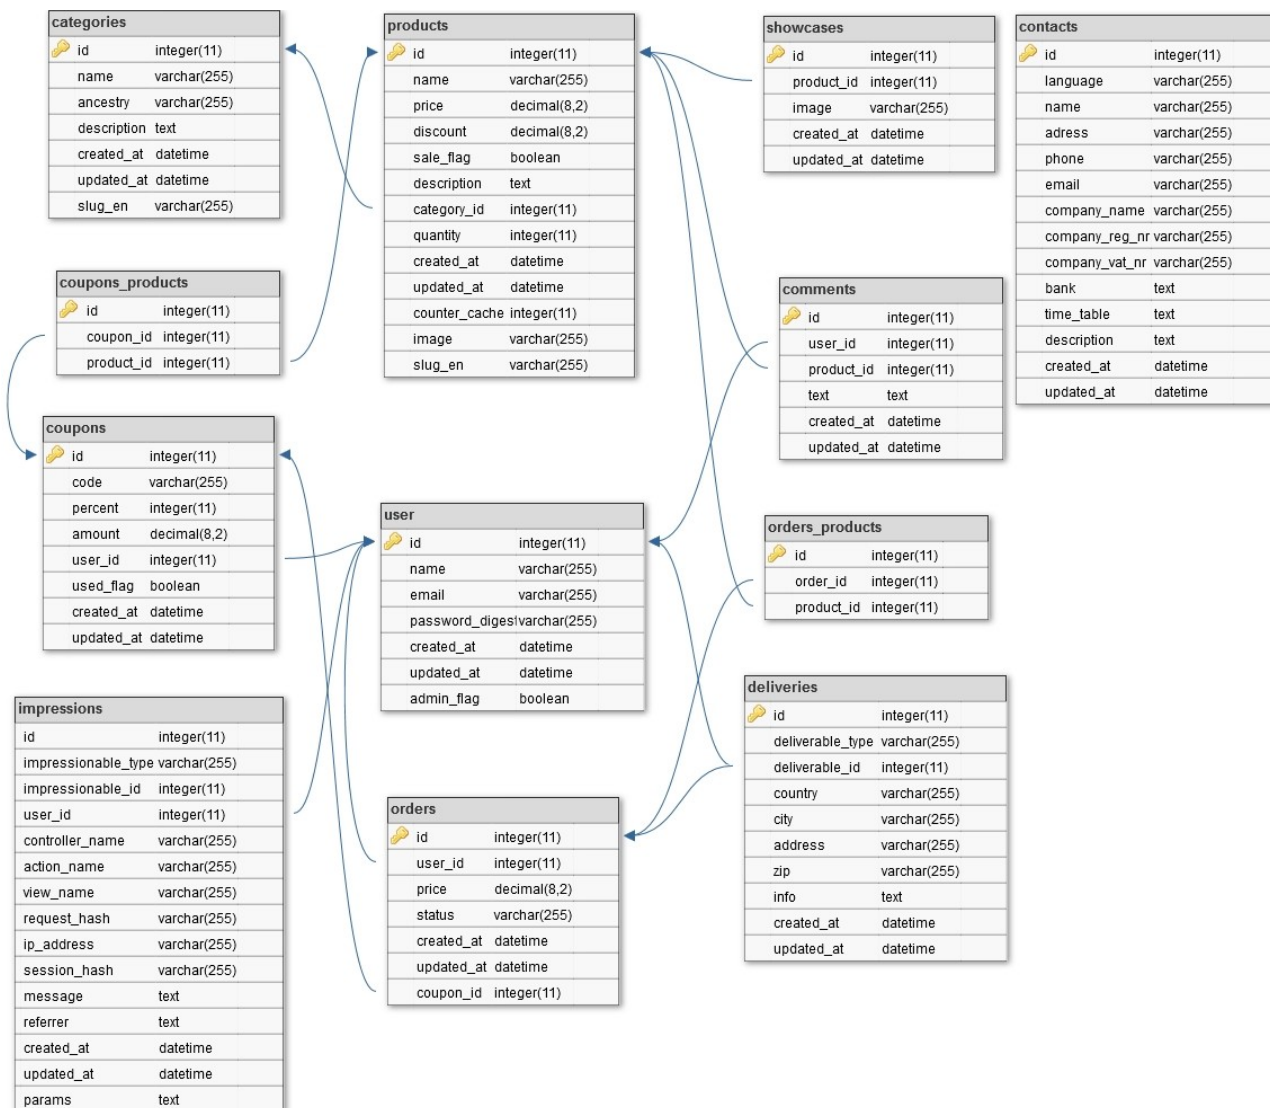 categories
id integer(11)
name varchar(255)
ancestry varchar(255)
description text
created_at datetime
updated_at datetime
slug_en varchar(255)
products
id integer(11)
name varchar(255)
price decimal(8,2)
discount decimal(8,2)
sale_flag boolean
description text
category_id integer(11)
quantity integer(11)
created_at datetime
updated_at datetime
counter_cache integer(11)
image varchar(255)
slug_en varchar(255)
showcases
id integer(11)
product_id integer(11)
image varchar(255)
created_at datetime
updated_at datetime
contacts
id integer(11)
language varchar(255)
name varchar(255)
adress varchar(255)
phone varchar(255)
email varchar(255)
company_name varchar(255)
company_reg_nr varchar(255)
company_vat_nr varchar(255)
bank text
time_table text
description text
created_at datetime
updated_at datetime
coupons_products
id integer(11)
coupon_id integer(11)
product_id integer(11)
comments
id integer(11)
user_id integer(11)
product_id integer(11)
text text
created_at datetime
updated_at datetime
coupons
id integer(11)
code varchar(255)
percent integer(11)
amount decimal(8,2)
user_id integer(11)
used_flag boolean
created_at datetime
updated_at datetime
user
id integer(11)
name varchar(255)
email varchar(255)
password_digest varchar(255)
created_at datetime
updated_at datetime
admin_flag boolean
orders_products
id integer(11)
order_id integer(11)
product_id integer(11)
impressions
id integer(11)
impressionable_type varchar(255)
impressionable_id integer(11)
user_id integer(11)
controller_name varchar(255)
action_name varchar(255)
view_name varchar(255)
request_hash varchar(255)
ip_address varchar(255)
session_hash varchar(255)
message text
referrer text
created_at datetime
updated_at datetime
params text
orders
id integer(11)
user_id integer(11)
price decimal(8,2)
status varchar(255)
created_at datetime
updated_at datetime
coupon_id integer(11)
deliveries
id integer(11)
deliverable_type varchar(255)
deliverable_id integer(11)
country varchar(255)
city varchar(255)
address varchar(255)
zip varchar(255)
info text
created_at datetime
updated_at datetime